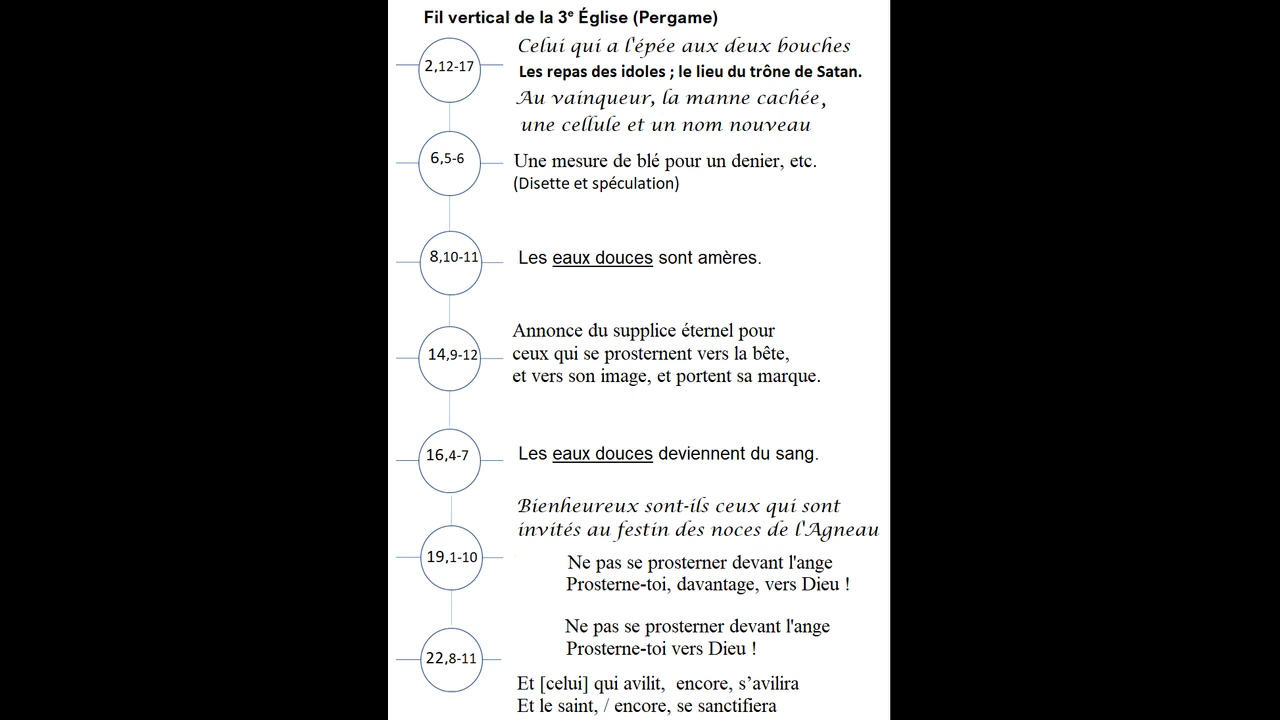 Fil vertical de la 3e Église (Pergame)
Celui qui a l'épée aux deux bouches
2,12-17
Les repas des idoles ; le lieu du trône de Satan.
Au vainqueur, la manne cachée,
une cellule et un nom nouveau
6,5-6
Une mesure de blé pour un denier, etc.
(Disette et spéculation)
8,10-11
Les eaux douces sont amères.
Annonce du supplice éternel pour
14,9-12
ceux qui se prosternent vers la bête,
et vers son image, et portent sa marque.
16,4-7
Les eaux douces deviennent du sang.
Bienheureux sont-ils ceux qui sont
invités au festin des noces de l'Agneau
19,1-10
Ne pas se prosterner devant l'ange
Prosterne-toi, davantage, vers Dieu !
Ne pas se prosterner devant l'ange
Prosterne-toi vers Dieu !
22,8-11
Et [celui] qui avilit, encore, s’avilira
Et le saint, / encore, se sanctifiera